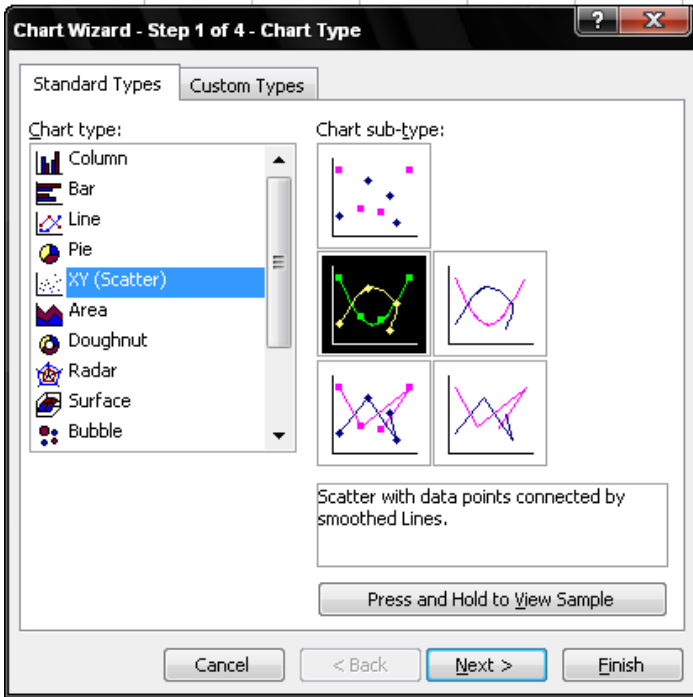 Chart Wizard - Step 1 of 4 - Chart Type
?
X
Standard Types
Custom Types
Chart type:
Column
Bar
Line
Pie
XY (Scatter)
Area
Doughnut
Radar
Surface
Bubble
Chart sub-type:
Scatter with data points connected by
smoothed Lines.
Press and Hold to View Sample
Cancel
< Back
Next >
Finish